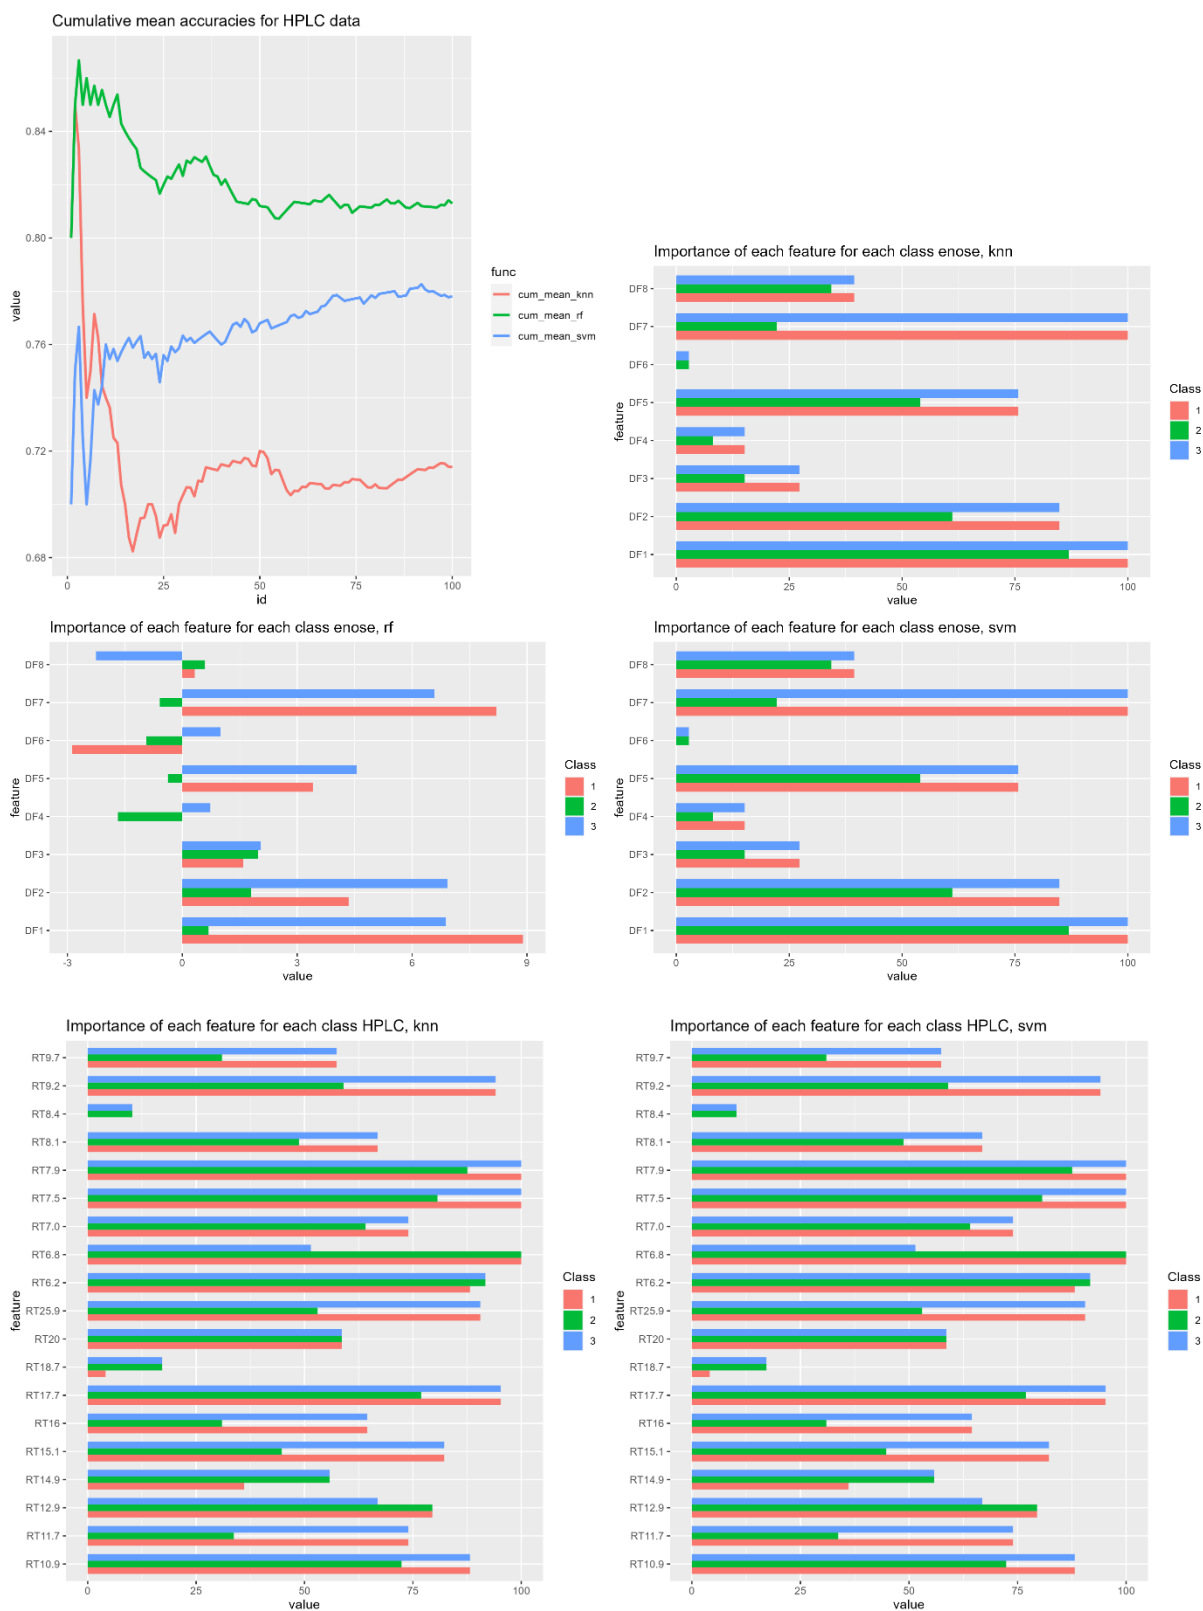 Cumulative mean accuracies for HPLC data
0.84
0.80
0.76
0.72
0.68
value
0 25 50 75 100
id
func
cum_mean_knn
cum_mean_rf
cum_mean_svm
Importance of each feature for each class enose, knn
DF8
DF7
DF6
DF5
DF4
DF3
DF2
DF1
feature
0 25 50 75 100
value
Class
1
2
3
Importance of each feature for each class enose, rf
DF8
DF7
DF6
DF5
DF4
DF3
DF2
DF1
feature
-3 0 3 6 9
value
Class
1
2
3
Importance of each feature for each class enose, svm
DF8
DF7
DF6
DF5
DF4
DF3
DF2
DF1
feature
0 25 50 75 100
value
Class
1
2
3
Importance of each feature for each class HPLC, knn
RT9.7
RT9.2
RT8.4
RT8.1
RT7.9
RT7.5
RT7.0
RT6.8
RT6.2
RT25.9
RT20
RT18.7
RT17.7
RT16
RT15.1
RT14.9
RT12.9
RT11.7
RT10.9
feature
0 25 50 75 100
value
Class
1
2
3
Importance of each feature for each class HPLC, svm
RT9.7
RT9.2
RT8.4
RT8.1
RT7.9
RT7.5
RT7.0
RT6.8
RT6.2
RT25.9
RT20
RT18.7
RT17.7
RT16
RT15.1
RT14.9
RT12.9
RT11.7
RT10.9
feature
0 25 50 75 100
value
Class
1
2
3